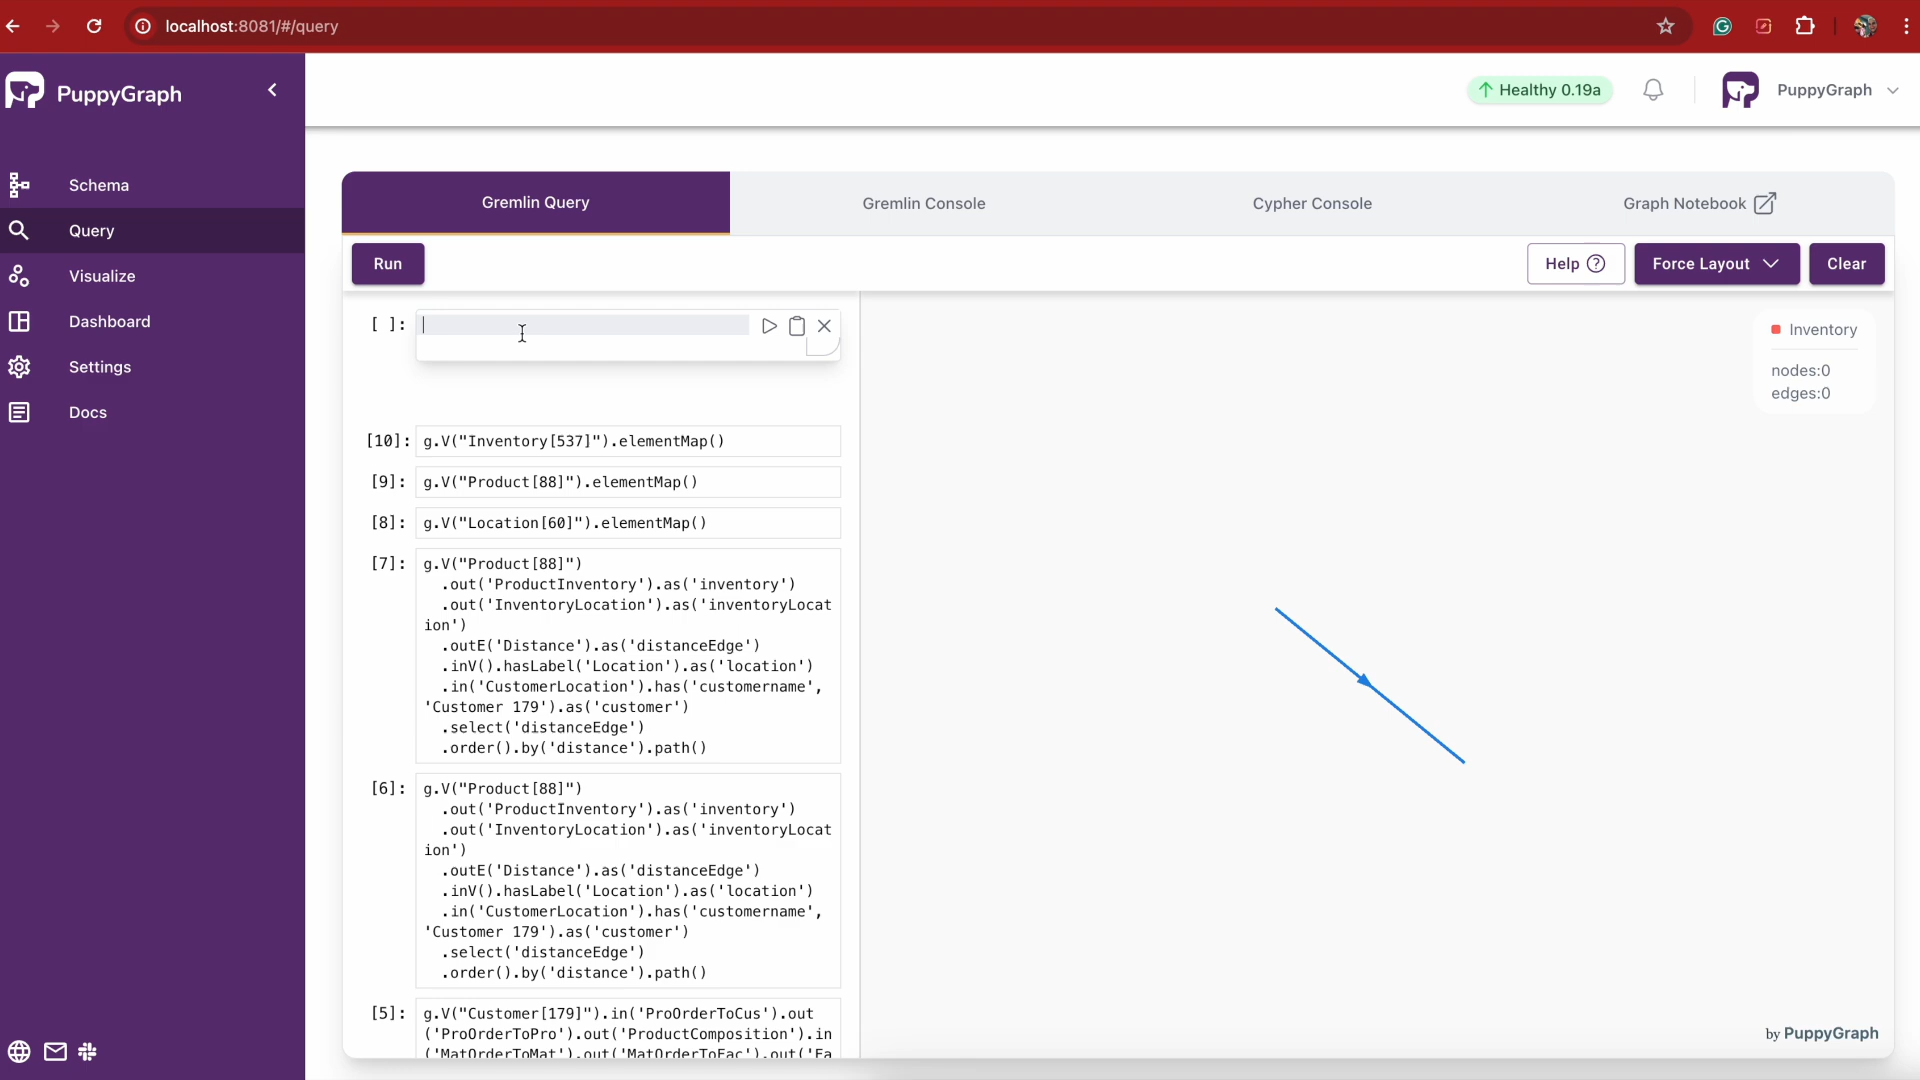 localhost:8081/#/query
PuppyGraph
Healthy 0.19a
PuppyGraph
Schema
Query
Visualize
Dashboard
Settings
Docs
Gremlin Query
Gremlin Console
Cypher Console
Graph Notebook
Run
Help
Force Layout
Clear
[ ]:
[10]: g.V("Inventory[537]").elementMap()
[9]: g.V("Product[88]").elementMap()
[8]: g.V("Location[60]").elementMap()
[7]: g.V("Product[88]")
.out('ProductInventory').as('inventory')
.out('InventoryLocation').as('inventoryLocat
ion')
.outE('Distance').as('distanceEdge')
.inV().hasLabel('Location').as('location')
.in('CustomerLocation').has('customername',
'Customer 179').as('customer')
.select('distanceEdge')
.order().by('distance').path()
[6]: g.V("Product[88]")
.out('ProductInventory').as('inventory')
.out('InventoryLocation').as('inventoryLocat
ion')
.outE('Distance').as('distanceEdge')
.inV().hasLabel('Location').as('location')
.in('CustomerLocation').has('customername',
'Customer 179').as('customer')
.select('distanceEdge')
.order().by('distance').path()
[5]: g.V("Customer[179]").in('ProOrderToCus').out
('ProOrderToPro').out('ProductComposition').in
('MatOrderToMat').out('MatOrderToFac').out('Fa
Inventory
nodes:0
edges:0
by PuppyGraph